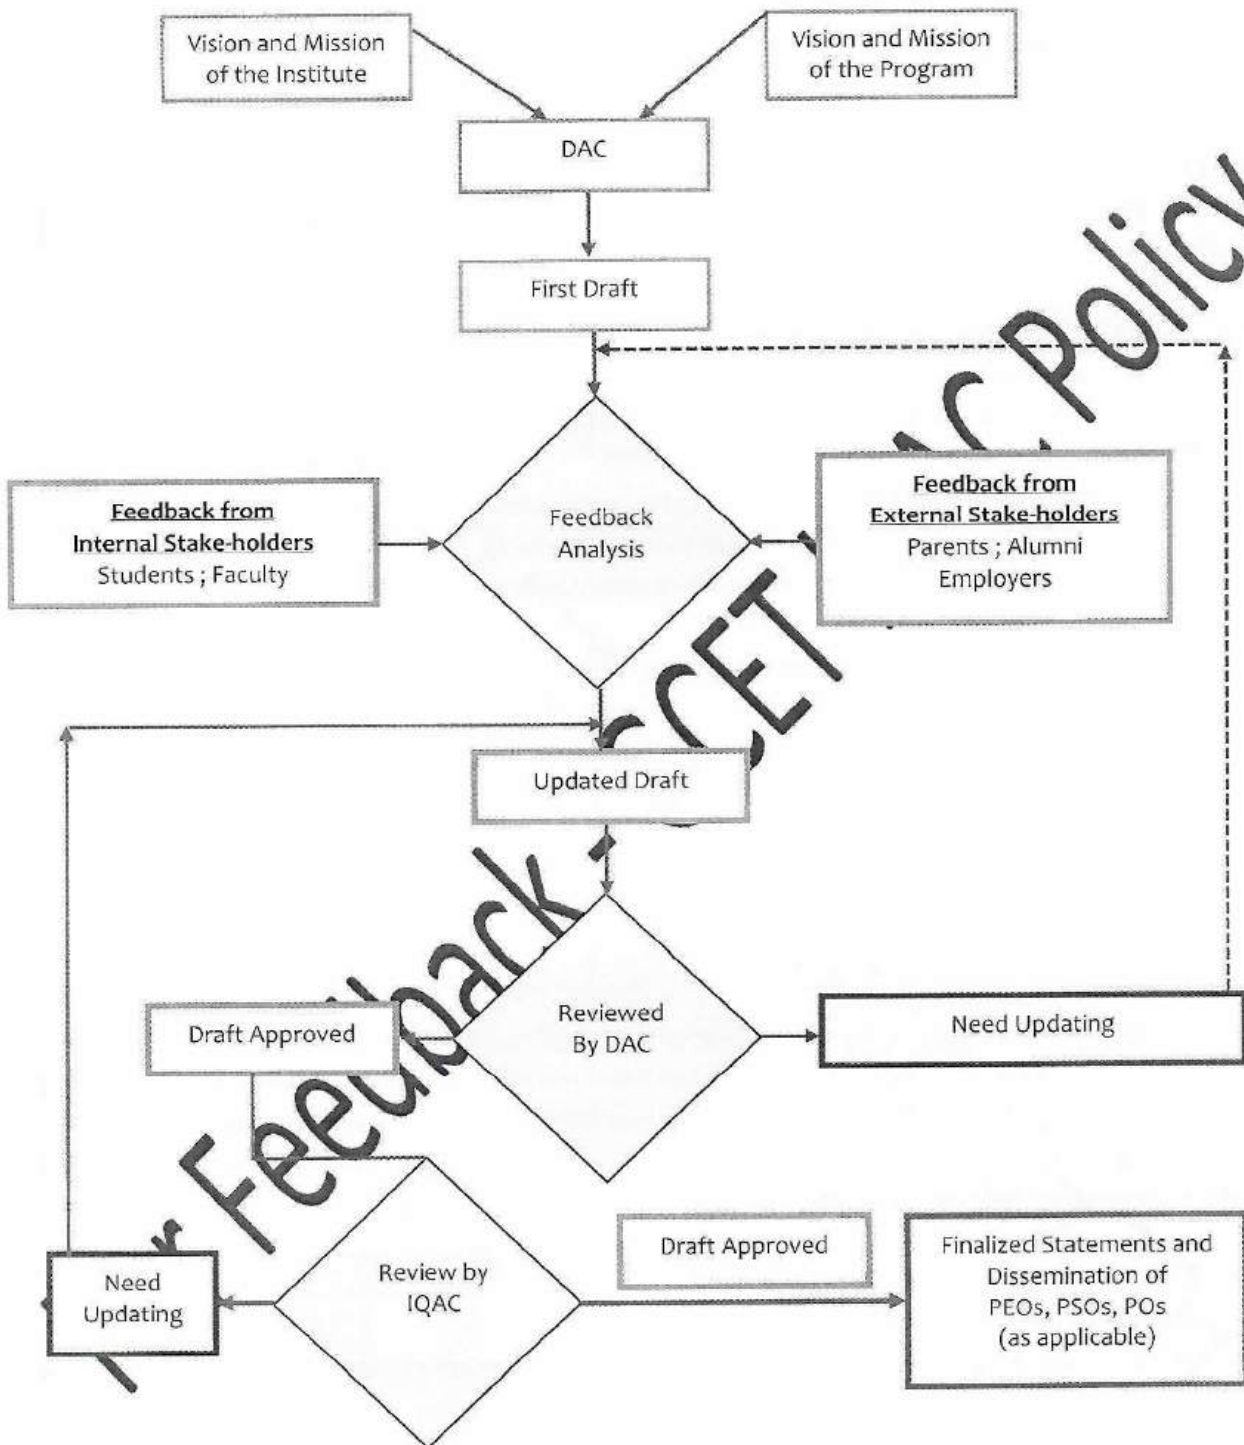 Vision and Mission
of the Institute
Vision and Mission
of the Program
DAC
First Draft
Feedback
Analysis
Feedback from
Internal Stake-holders
Students ; Faculty
Feedback from
External Stake-holders
Parents ; Alumni
Employers
Updated Draft
Reviewed
By DAC
Draft Approved
Need Updating
Review by
IQAC
Need
Updating
Draft Approved
Finalized Statements and
Dissemination of
PEOs, PSOs, POs
(as applicable)
Feedback - CCET Policy